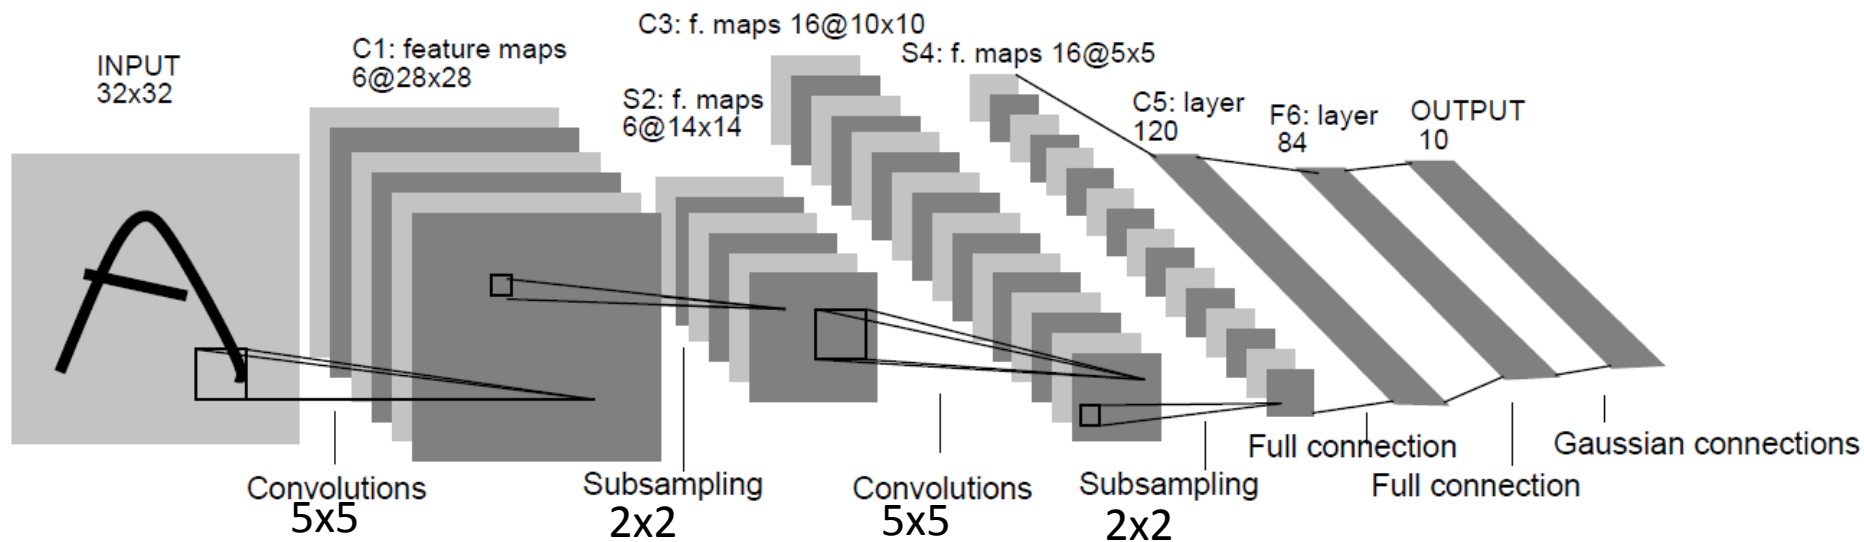 INPUT
32x32
C1: feature maps
6@28x28
S2: f. maps
6@14x14
C3: f. maps 16@10x10
S4: f. maps 16@5x5
C5: layer
120
F6: layer
84
OUTPUT
10
Convolutions
5x5
Subsampling
2x2
Convolutions
5x5
Subsampling
2x2
Full connection
Full connection
Gaussian connections